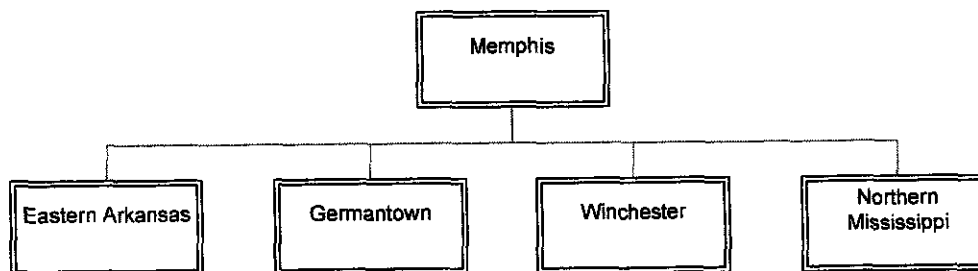 Memphis
Eastern Arkansas
Germantown
Winchester
Northern
Mississippi